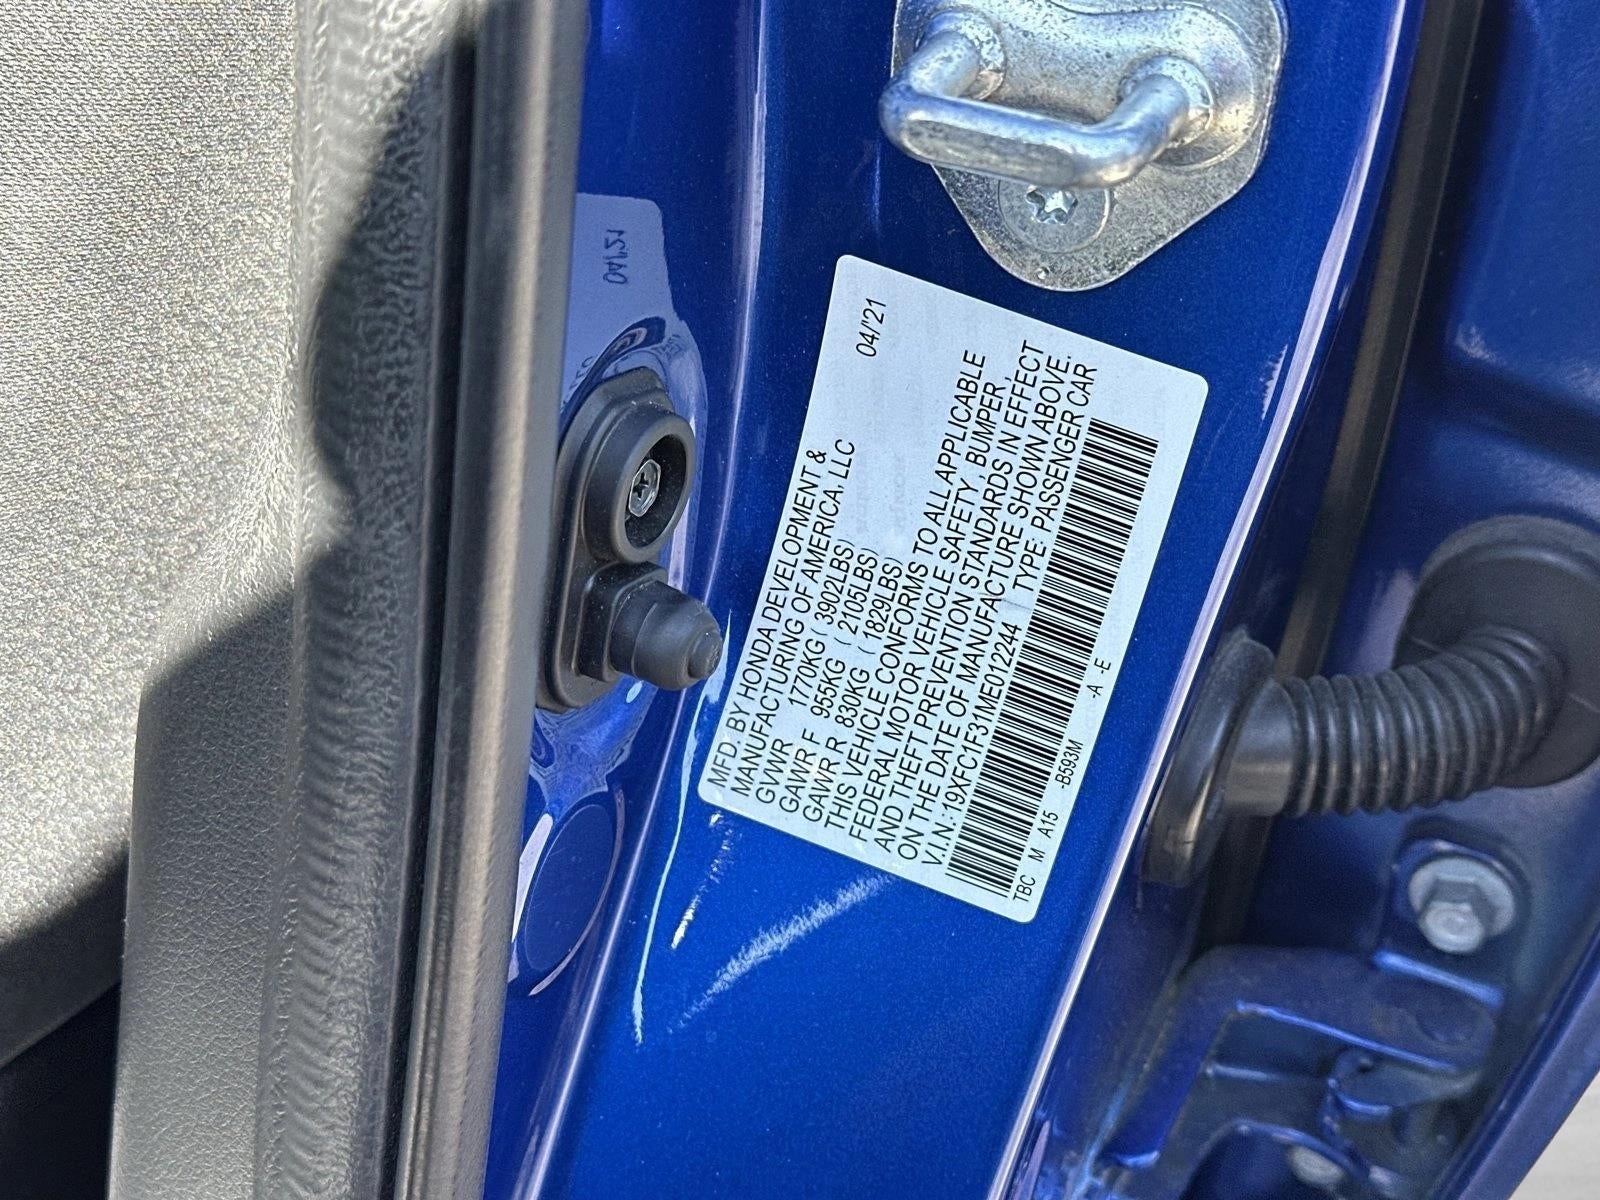 04/'21
MFD. BY HONDA DEVELOPMENT &
MANUFACTURING OF AMERICA, LLC
GVWR 1770KG ( 3902LBS)
GAWR F 955KG ( 2105LBS)
GAWR R 830KG ( 1829LBS)
THIS VEHICLE CONFORMS TO ALL APPLICABLE
FEDERAL MOTOR VEHICLE SAFETY, BUMPER,
AND THEFT PREVENTION STANDARDS IN EFFECT
ON THE DATE OF MANUFACTURE SHOWN ABOVE.
V.I.N.:19XFC1F31ME012244 TYPE: PASSENGER CAR
TBC M A15 -B593M -A -E